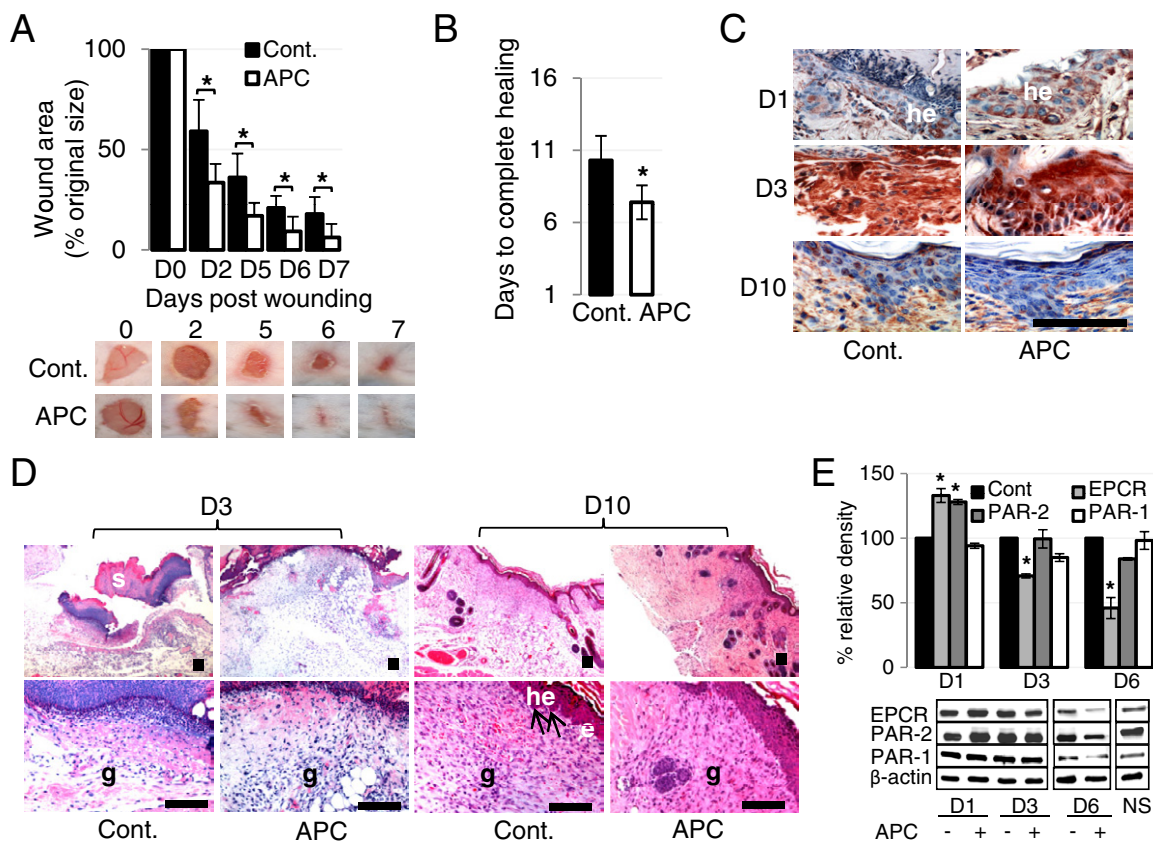 A
100
50
0
Wound area
(% original size)
Cont.
APC
*
*
*
*
D0 D2 D5 D6 D7
Days post wounding
0 2 5 6 7
Cont.
APC
B
Days to complete healing
16
11
6
1
*
Cont. APC
C
D1
he
he
D3
D10
Cont.
APC
D
D3
D10
s
he
e
g
g
g
Cont.
APC
Cont.
APC
E
% relative density
150
100
50
0
Cont
EPCR
PAR-2
PAR-1
* *
*
*
D1 D3 D6
EPCR
PAR-2
PAR-1
β-actin
D1 D3 D6 NS
APC - + - + - +